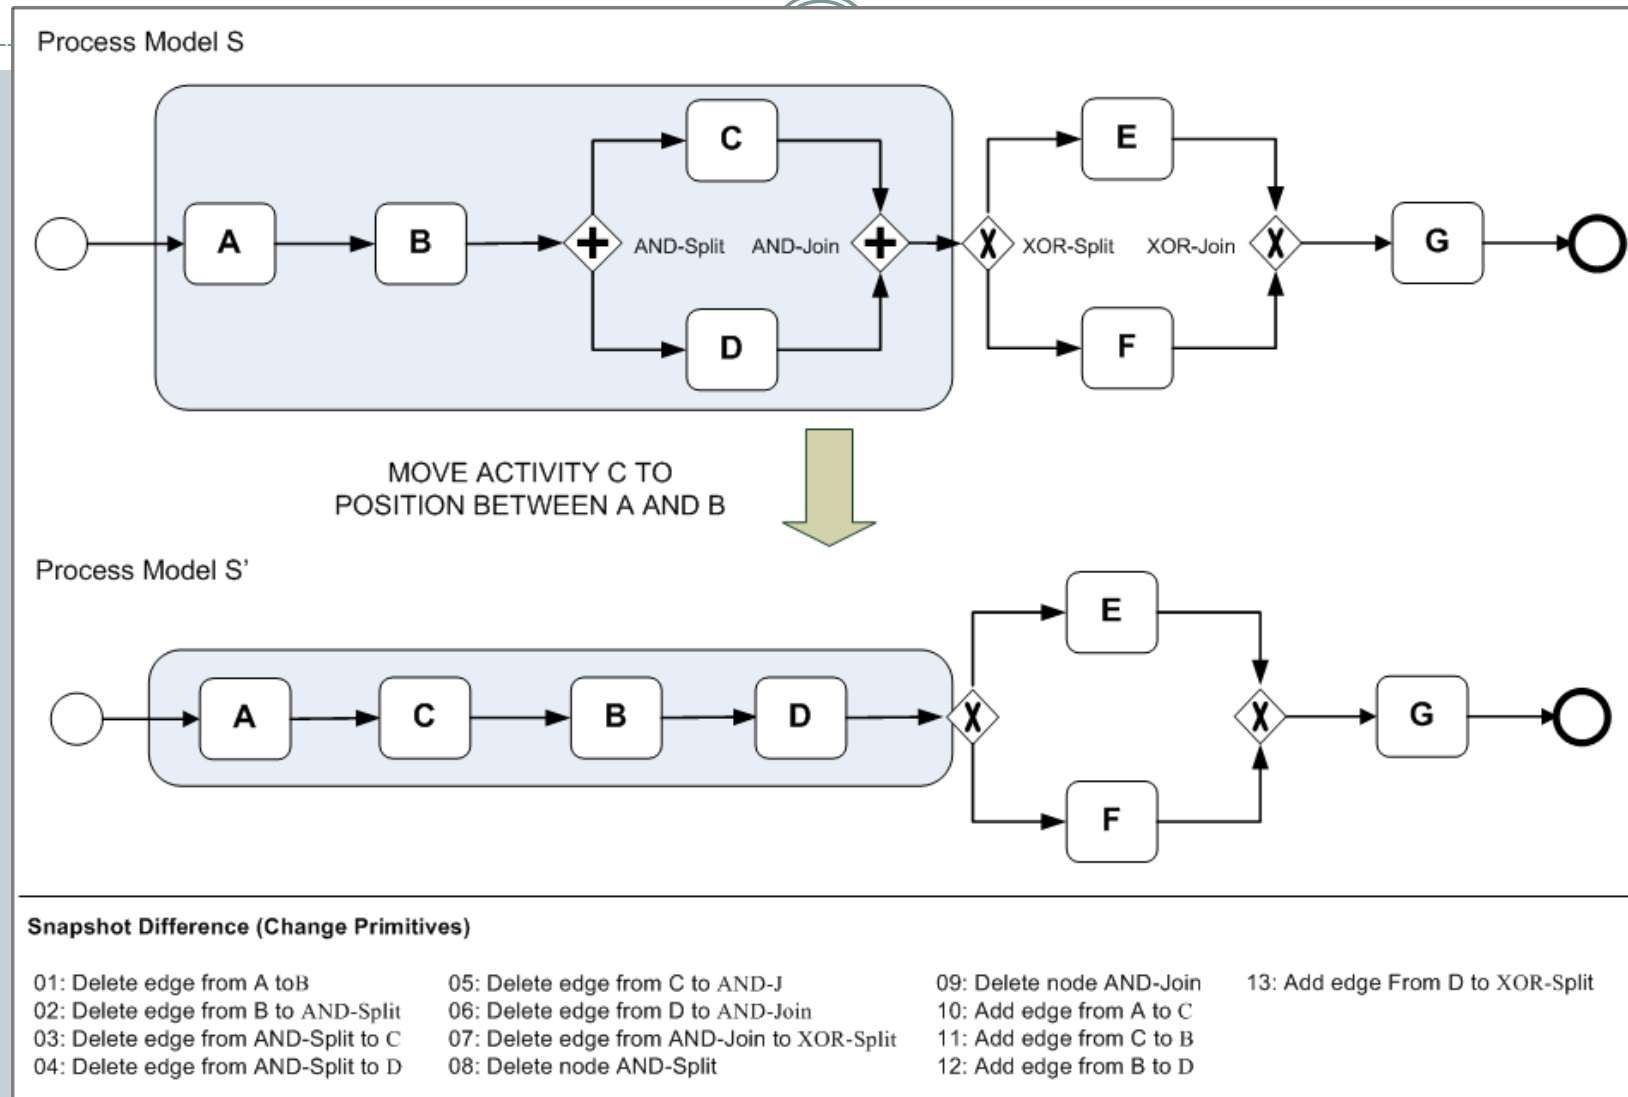 Process Model S
C
E
A
B
AND-Split
AND-Join
XOR-Split
XOR-Join
G
D
F
MOVE ACTIVITY C TO
POSITION BETWEEN A AND B
Process Model S'
E
A
C
B
D
G
F
Snapshot Difference (Change Primitives)
01: Delete edge from A toB
02: Delete edge from B to AND-Split
03: Delete edge from AND-Split to C
04: Delete edge from AND-Split to D
05: Delete edge from C to AND-J
06: Delete edge from D to AND-Join
07: Delete edge from AND-Join to XOR-Split
08: Delete node AND-Split
09: Delete node AND-Join
10: Add edge from A to C
11: Add edge from C to B
12: Add edge from B to D
13: Add edge From D to XOR-Split